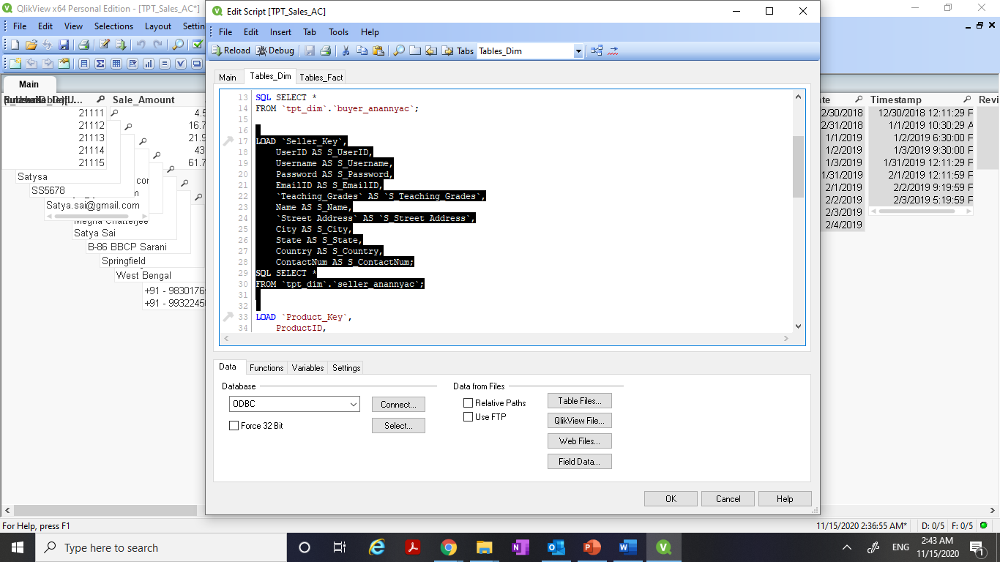 QlikView x64 Personal Edition - [TPT_Sales_AC*]
File Edit View Selections Layout
Main
Sale_Amount
21111
21112
21113
21114
21115
4.5
16.7
21.9
43
61.7
Satysa
SS5678
Satya.sai@gmail.com
Satya Sai
B-86 BBCP Sarani
Springfield
West Bengal
+91 - 9830176
+91 - 9932245
Edit Script [TPT_Sales_AC]
File Edit Insert Tab Tools Help
Reload Debug Tabs Tables_Dim
Main Tables_Dim Tables_Fact
13 SQL SELECT *
14 FROM `tpt_dim`.`buyer_anannyac`;
15
16
17 LOAD `Seller_Key`,
18 UserID AS S_UserID,
19 Username AS S_Username,
20 Password AS S_Password,
21 EmailID AS S_EmailID,
22 `Teaching_Grades` AS `S_Teaching_Grades`,
23 Name AS S_Name,
24 `Street Address` AS `S_Street Address`,
25 City AS S_City,
26 State AS S_State,
27 Country AS S_Country,
28 ContactNum AS S_ContactNum;
29 SQL SELECT *
30 FROM `tpt_dim`.`seller_anannyac`;
31
32
33 LOAD `Product_Key`,
34 ProductID,
Data Functions Variables Settings
Database
ODBC
Connect...
Force 32 Bit
Select...
Data from Files
Relative Paths
Use FTP
Table Files...
QlikView File...
Web Files...
Field Data...
OK Cancel Help
Timestamp
2/30/2018 12/30/2018 12:11:29
2/31/2018 1/1/2019 10:30:29 A
1/1/2019 1/2/2019 6:30:00
1/2/2019 1/3/2019 9:30:00
1/3/2019 1/31/2019 12:11:29
1/31/2019 2/1/2019 12:11:59
2/1/2019 2/2/2019 9:19:59
2/2/2019 2/3/2019 5:19:59
2/3/2019
2/4/2019
For Help, press F1
11/15/2020 2:36:55 AM* D: 0/5 F: 0/5
Type here to search
ENG
2:43 AM
11/15/2020
1